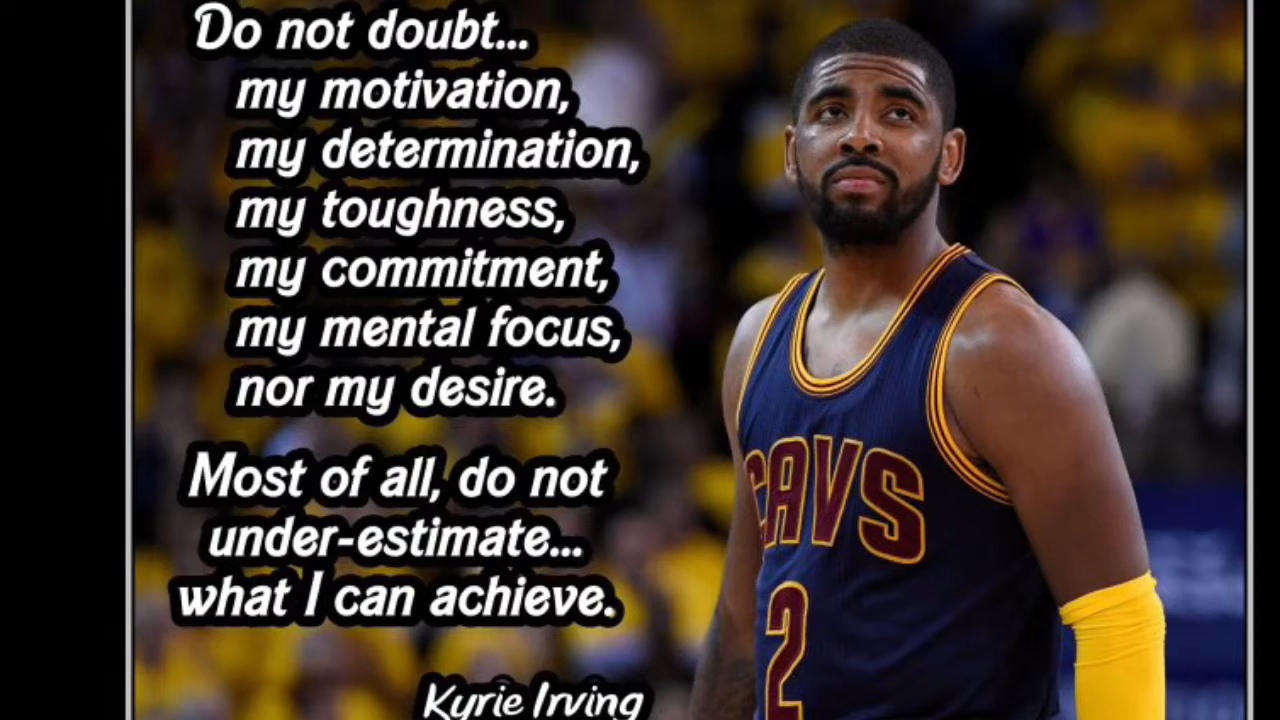 Do not doubt...
my motivation,
my determination,
my toughness,
my commitment,
my mental focus,
nor my desire.
Most of all, do not
under-estimate...
what I can achieve.
Kyrie Irving
CAVS
2